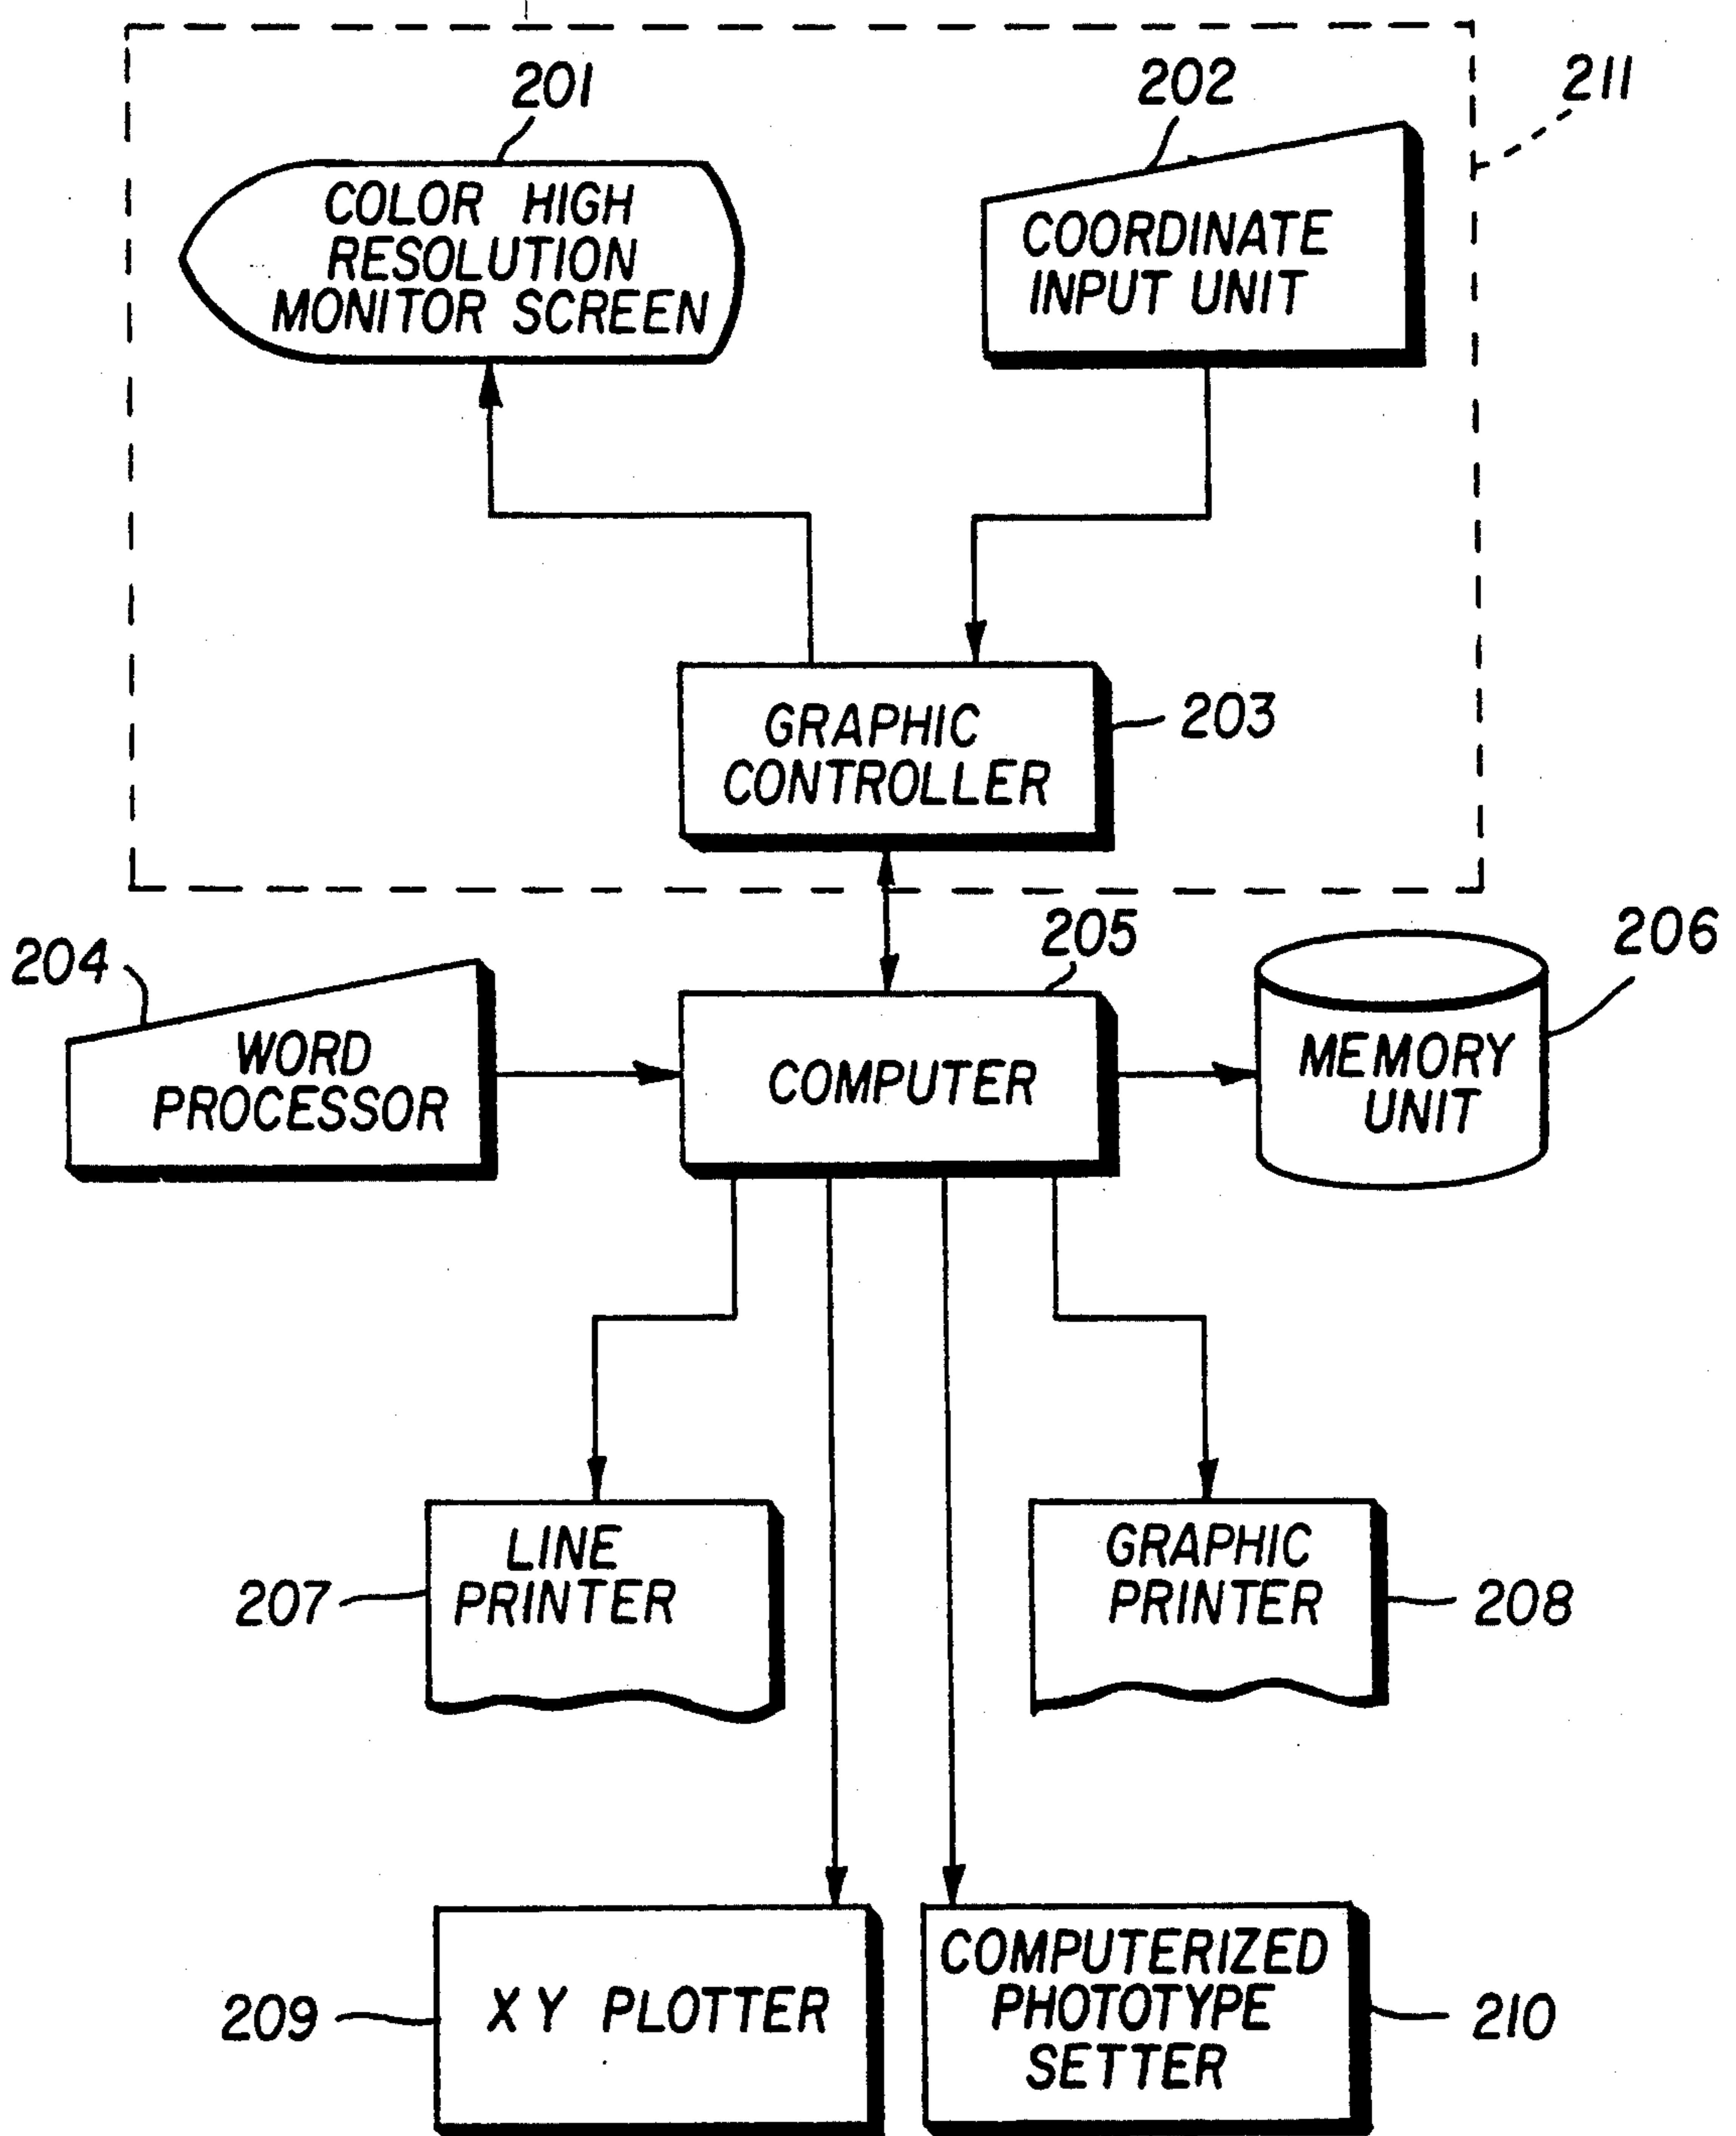 201
202
211
COLOR HIGH
RESOLUTION
MONITOR SCREEN
COORDINATE
INPUT UNIT
GRAPHIC
CONTROLLER
203
204
205
206
WORD
PROCESSOR
COMPUTER
MEMORY
UNIT
LINE
PRINTER
207
GRAPHIC
PRINTER
208
XY PLOTTER
209
COMPUTERIZED
PHOTOTYPE
SETTER
210